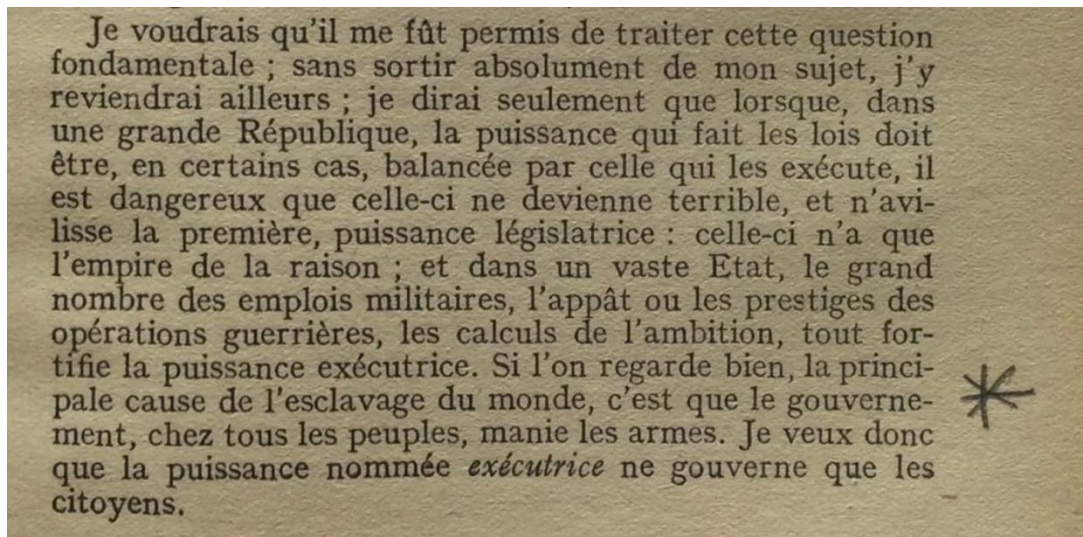 Je voudrais qu'il me fût permis de traiter cette question
fondamentale ; sans sortir absolument de mon sujet, j'y
reviendrai ailleurs ; je dirai seulement que lorsque, dans
une grande République, la puissance qui fait les lois doit
être, en certains cas, balancée par celle qui les exécute, il
est dangereux que celle-ci ne devienne terrible, et n'avi-
lisse la première, puissance législatrice : celle-ci n'a que
l'empire de la raison ; et dans un vaste Etat, le grand
nombre des emplois militaires, l'appât ou les prestiges des
opérations guerrières, les calculs de l'ambition, tout for-
tifie la puissance exécutrice. Si l'on regarde bien, la princi-
pale cause de l'esclavage du monde, c'est que le gouverne-
ment, chez tous les peuples, manie les armes. Je veux donc
que la puissance nommée exécutrice ne gouverne que les
citoyens.